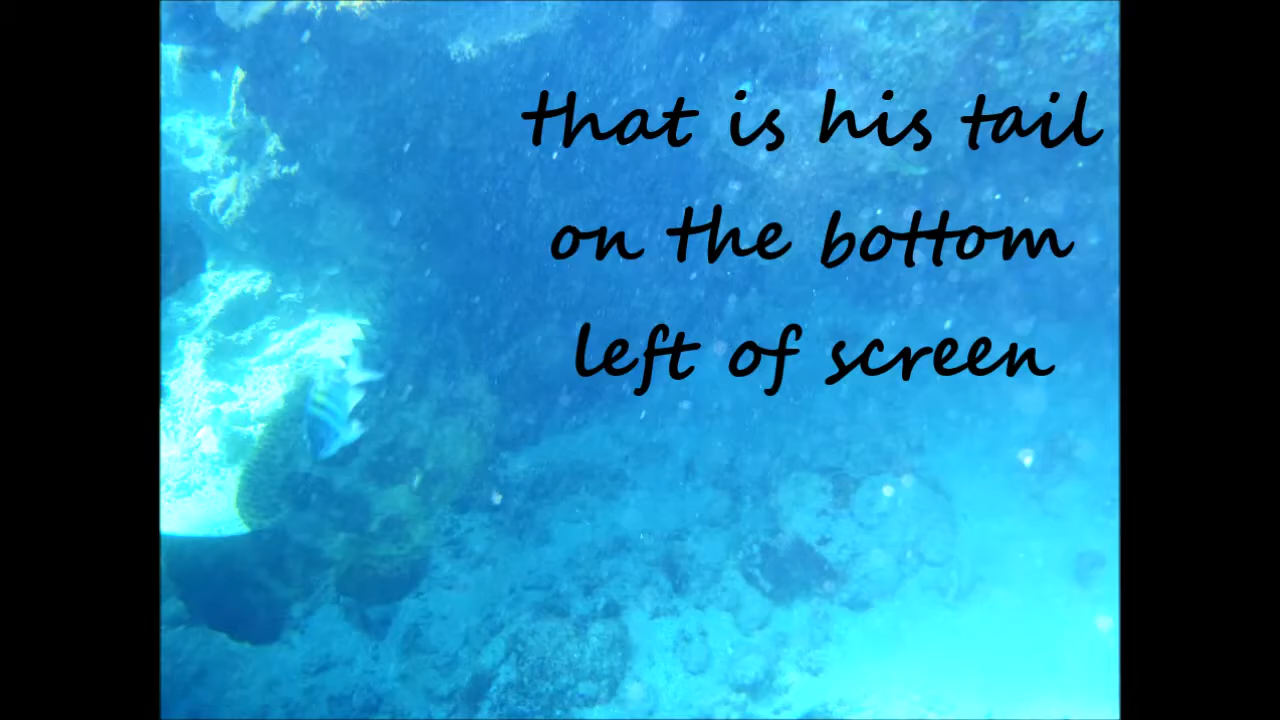 that is his tail
on the bottom
left of screen